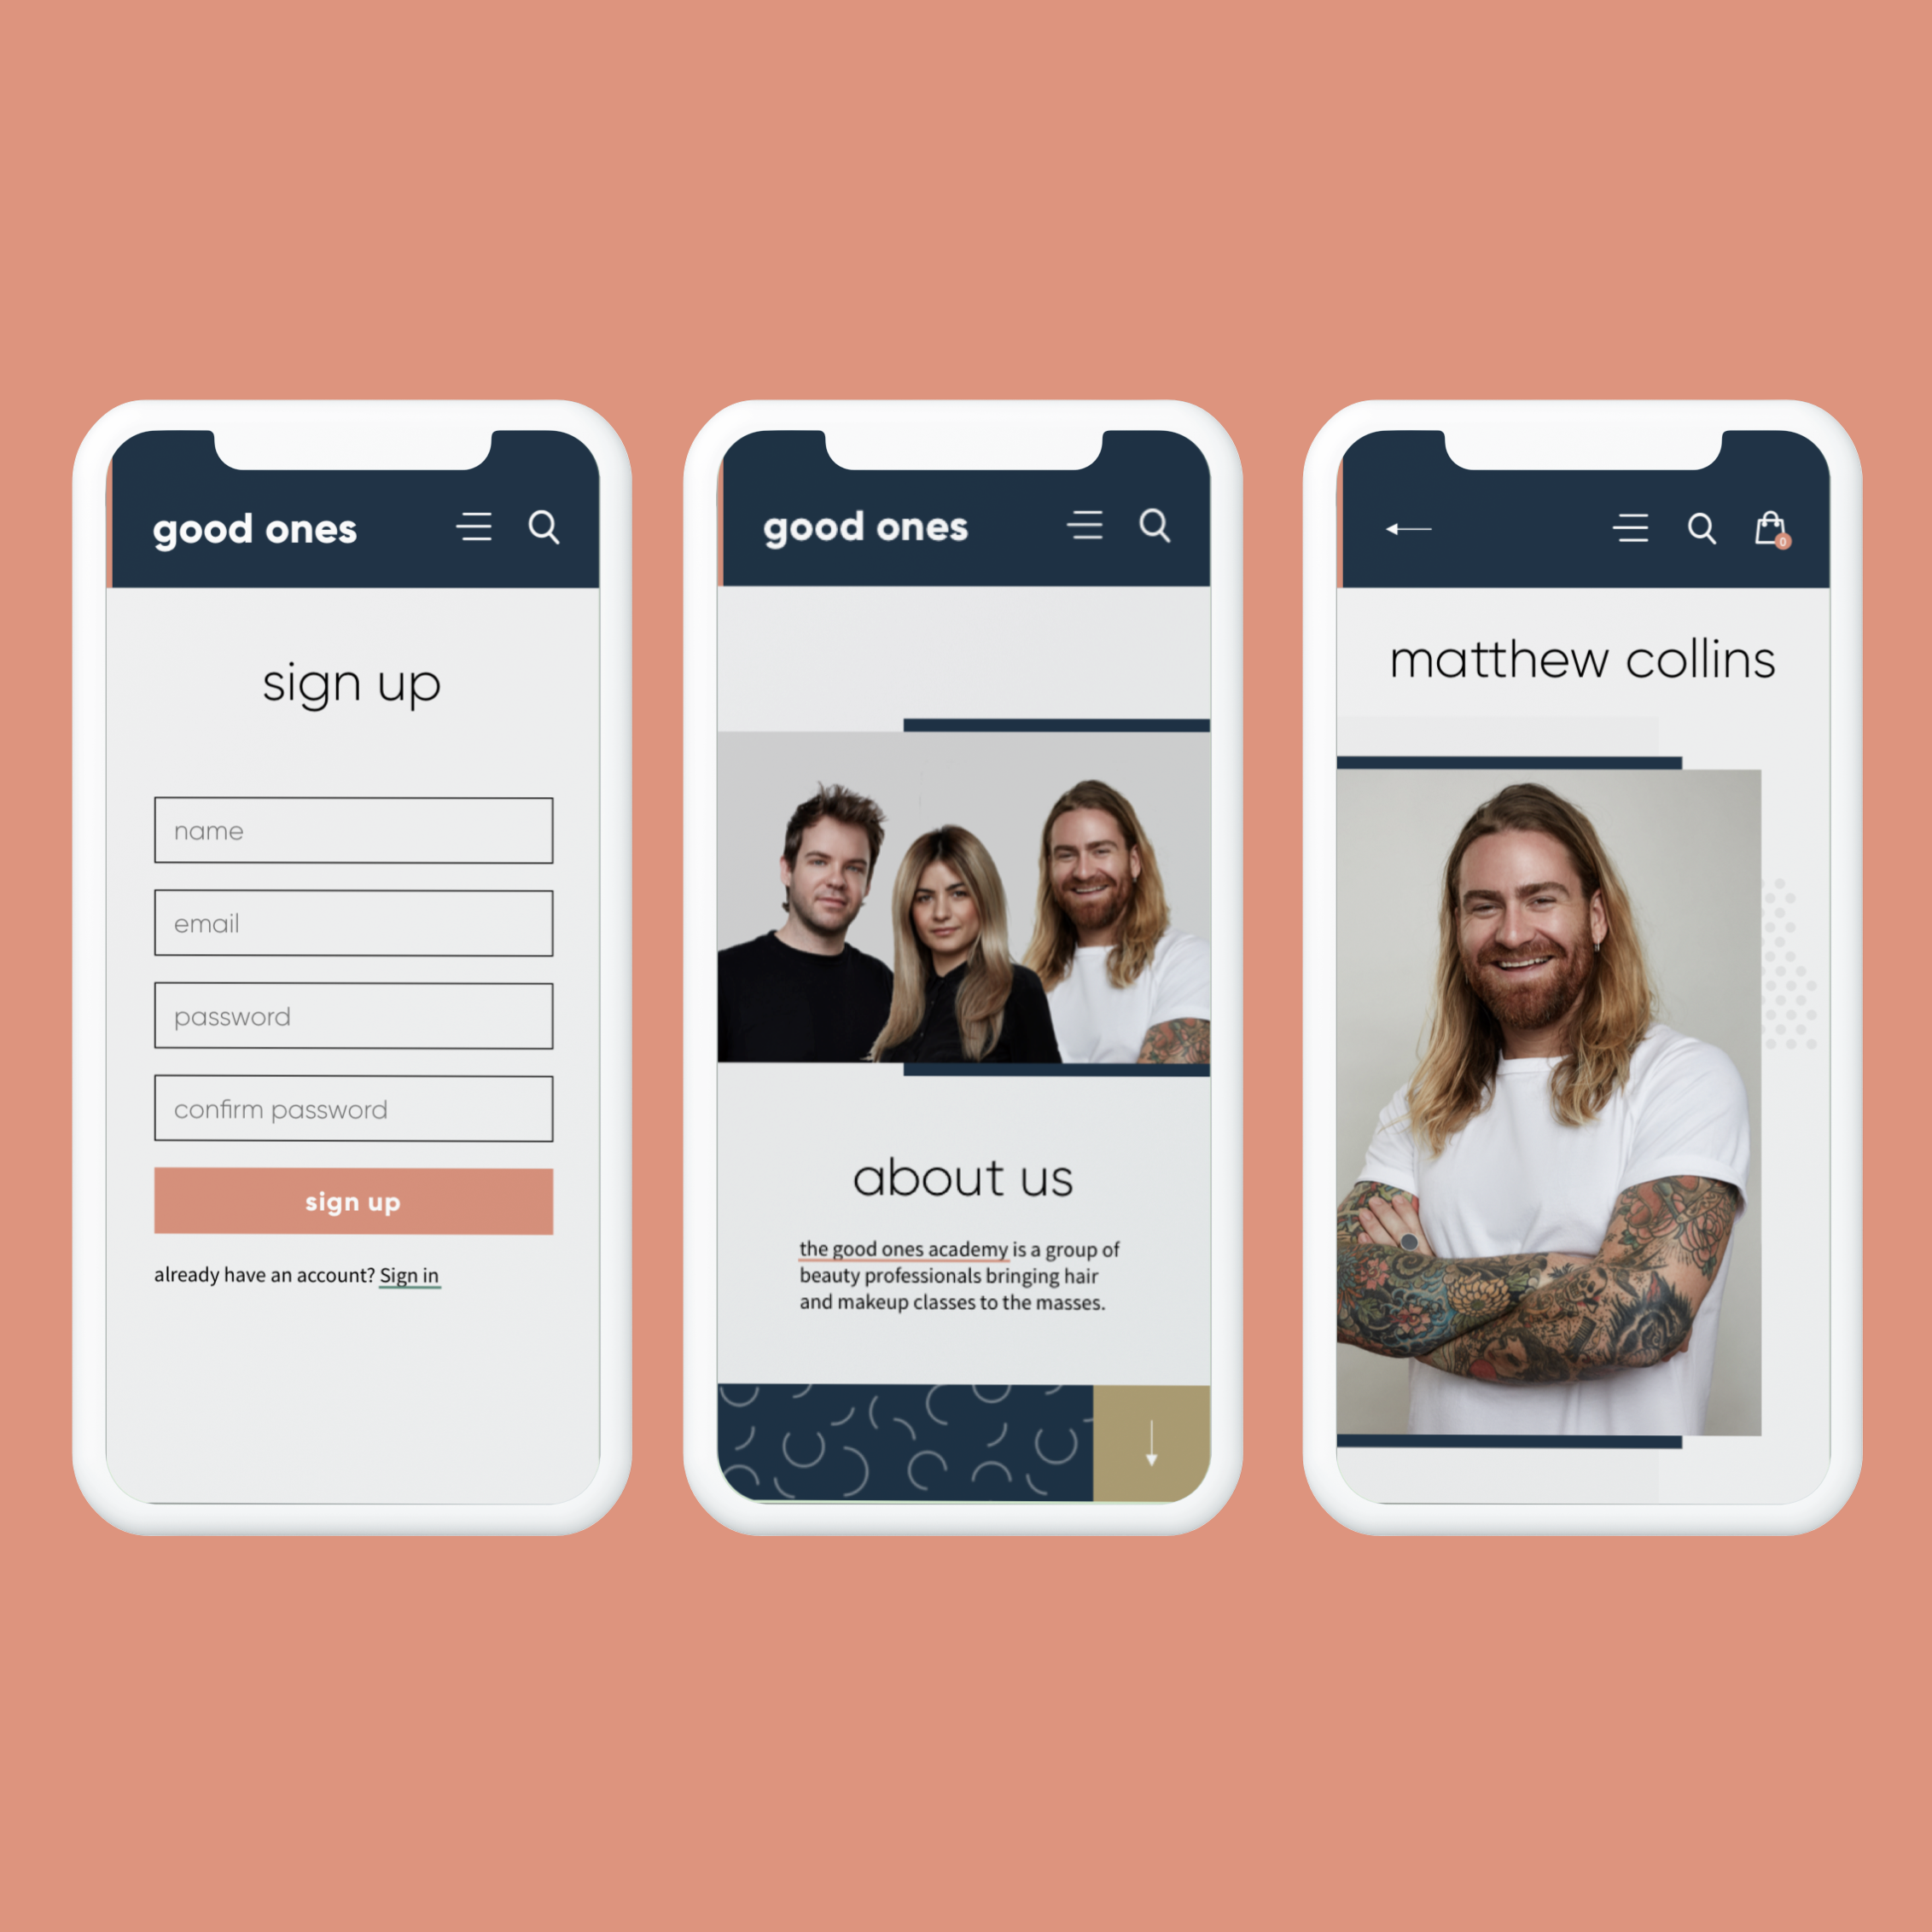 good ones
sign up
name
email
password
confirm password
sign up
already have an account? Sign in
good ones
about us
the good ones academy is a group of
beauty professionals bringing hair
and makeup classes to the masses.
0
matthew collins